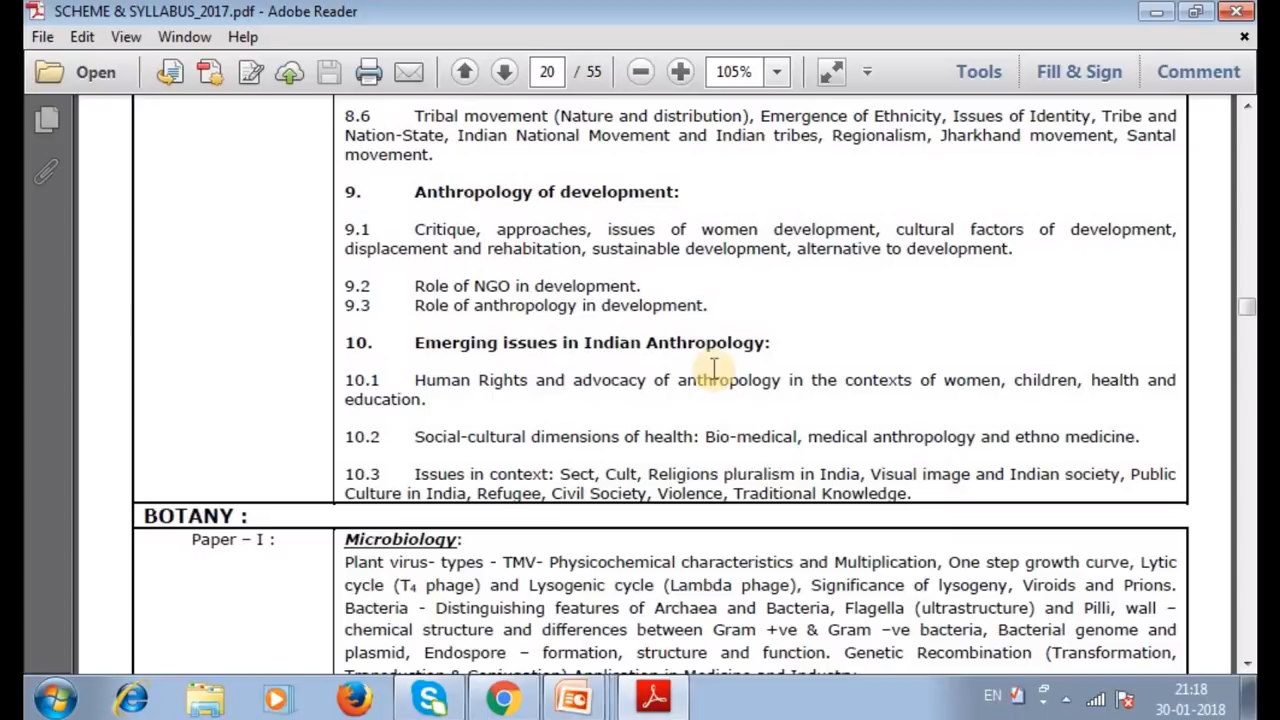 SCHEME & SYLLABUS_2017.pdf - Adobe Reader
File Edit View Window Help
Open 20 / 55 105% Tools Fill & Sign Comment
8.6 Tribal movement (Nature and distribution), Emergence of Ethnicity, Issues of Identity, Tribe and
Nation-State, Indian National Movement and Indian tribes, Regionalism, Jharkhand movement, Santal
movement.
9. Anthropology of development:
9.1 Critique, approaches, issues of women development, cultural factors of development,
displacement and rehabitation, sustainable development, alternative to development.
9.2 Role of NGO in development.
9.3 Role of anthropology in development.
10. Emerging issues in Indian Anthropology:
10.1 Human Rights and advocacy of anthropology in the contexts of women, children, health and
education.
10.2 Social-cultural dimensions of health: Bio-medical, medical anthropology and ethno medicine.
10.3 Issues in context: Sect, Cult, Religions pluralism in India, Visual image and Indian society, Public
Culture in India, Refugee, Civil Society, Violence, Traditional Knowledge.
BOTANY :
Paper – I : Microbiology:
Plant virus- types - TMV- Physicochemical characteristics and Multiplication, One step growth curve, Lytic
cycle (T₄ phage) and Lysogenic cycle (Lambda phage), Significance of lysogeny, Viroids and Prions.
Bacteria - Distinguishing features of Archaea and Bacteria, Flagella (ultrastructure) and Pilli, wall –
chemical structure and differences between Gram +ve & Gram –ve bacteria, Bacterial genome and
plasmid, Endospore – formation, structure and function. Genetic Recombination (Transformation,
Transduction & Conjugation) Application in Medicine and Industry.
EN 21:18
30-01-2018